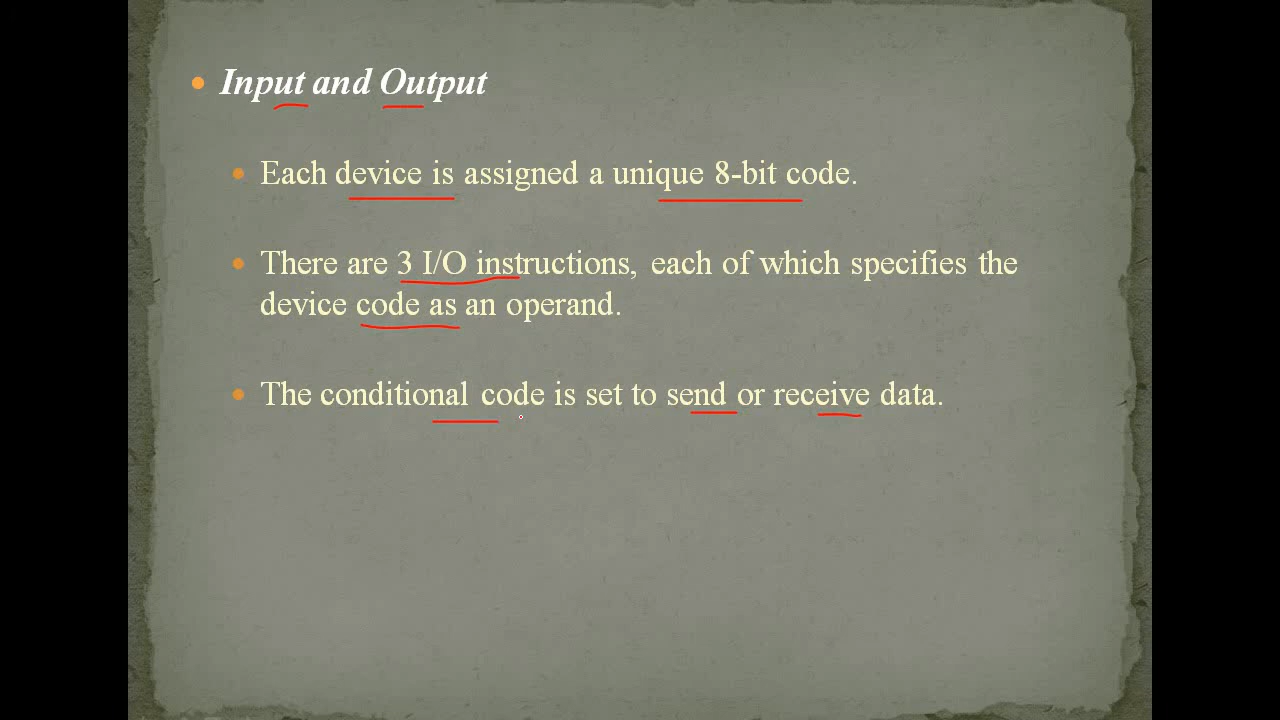 Input and Output
Each device is assigned a unique 8-bit code.
There are 3 I/O instructions, each of which specifies the
device code as an operand.
The conditional code is set to send or receive data.